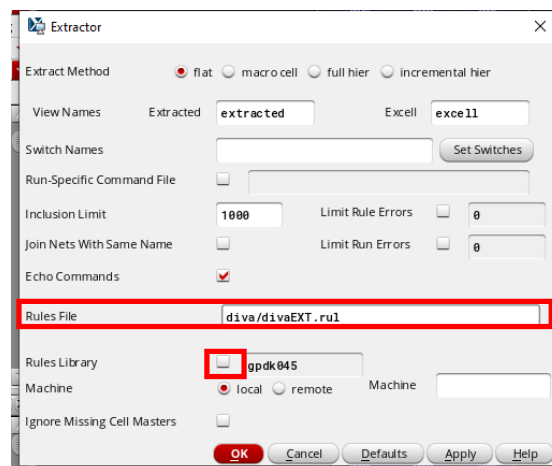 Extractor
Extract Method flat macro cell full hier incremental hier
View Names Extracted extracted Excell excell
Switch Names Set Switches
Run-Specific Command File
Inclusion Limit 1000 Limit Rule Errors 0
Join Nets With Same Name Limit Run Errors 0
Echo Commands
Rules File diva/divaEXT.rul
Rules Library gpdk045
Machine local remote Machine
Ignore Missing Cell Masters
OK Cancel Defaults Apply Help